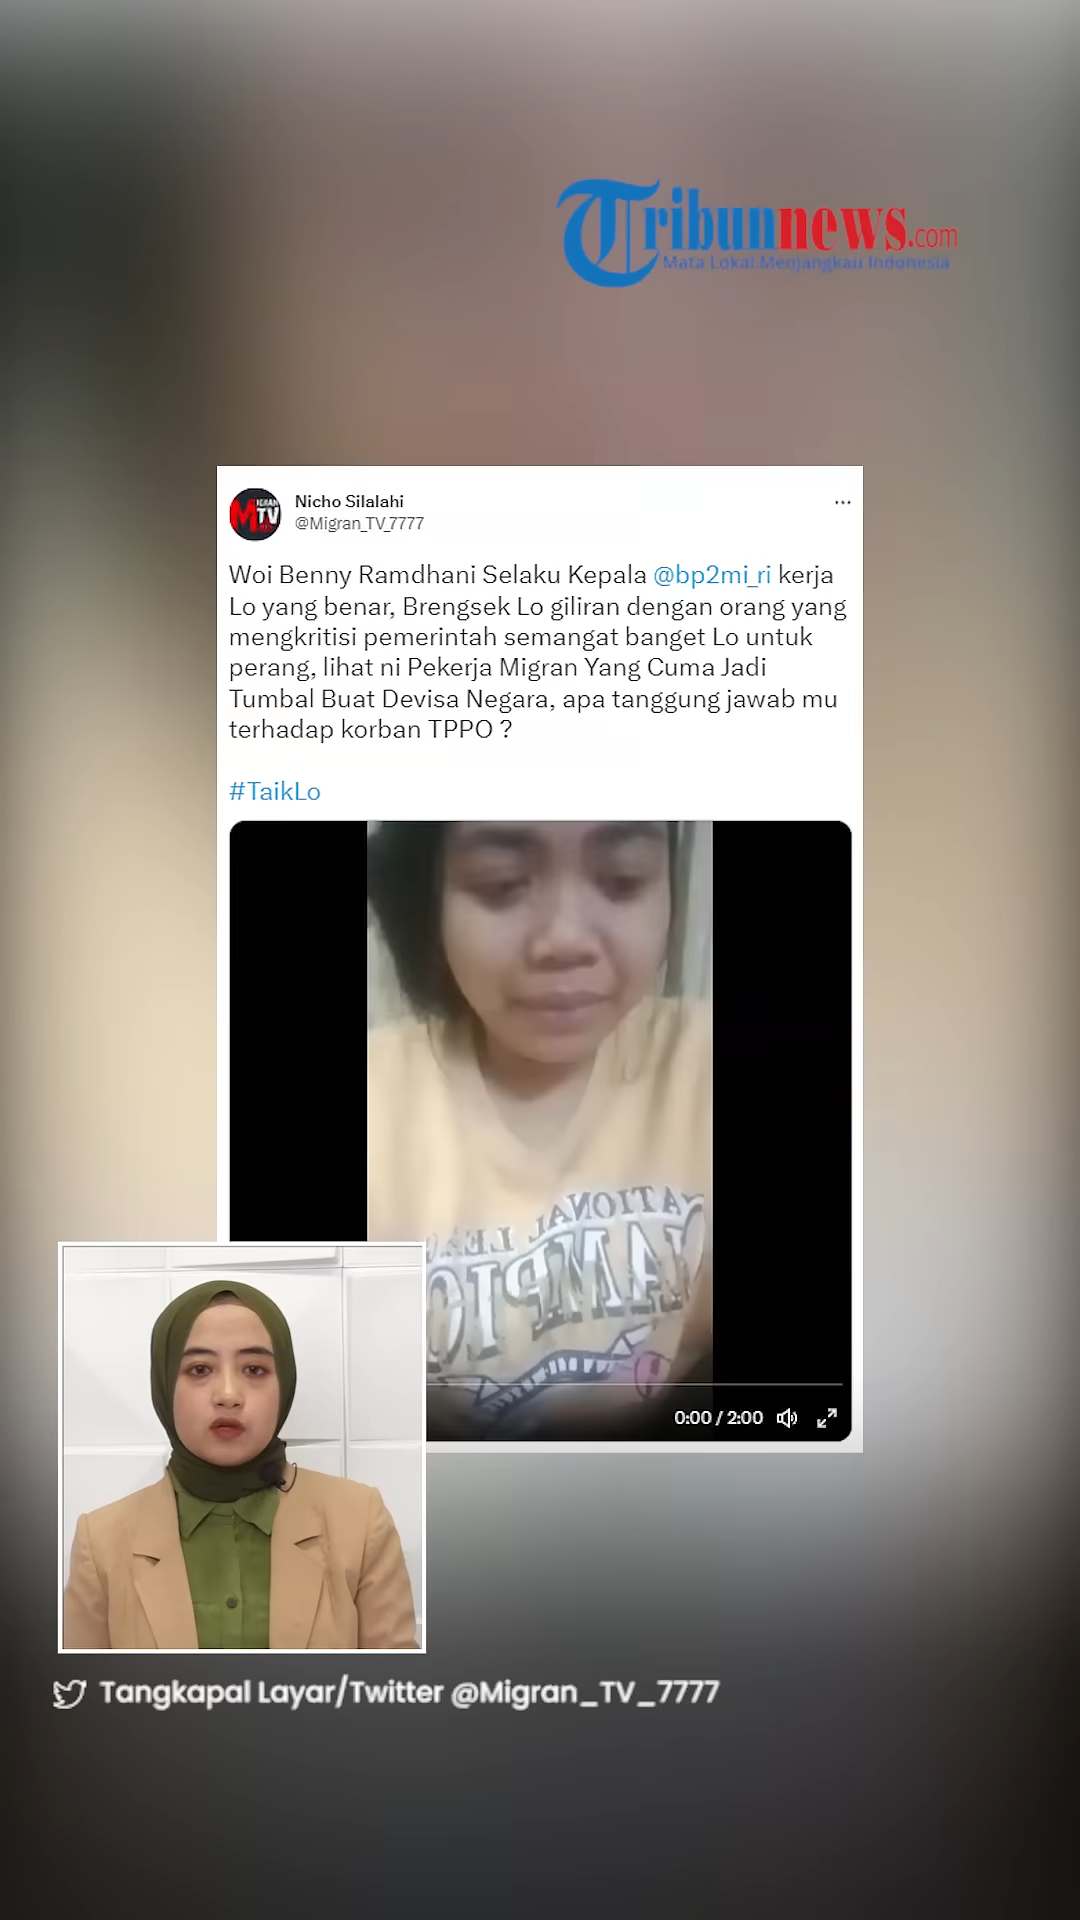 Tribunnews.com
Mata Lokal Menjangkau Indonesia
Nicho Silalahi
@Migran_TV_7777
Woi Benny Ramdhani Selaku Kepala @bp2mi_ri kerja
Lo yang benar, Brengsek Lo giliran dengan orang yang
mengkritisi pemerintah semangat banget Lo untuk
perang, lihat ni Pekerja Migran Yang Cuma Jadi
Tumbal Buat Devisa Negara, apa tanggung jawab mu
terhadap korban TPPO ?
#TaikLo
0:00 / 2:00
Tangkapal Layar/Twitter @Migran_TV_7777